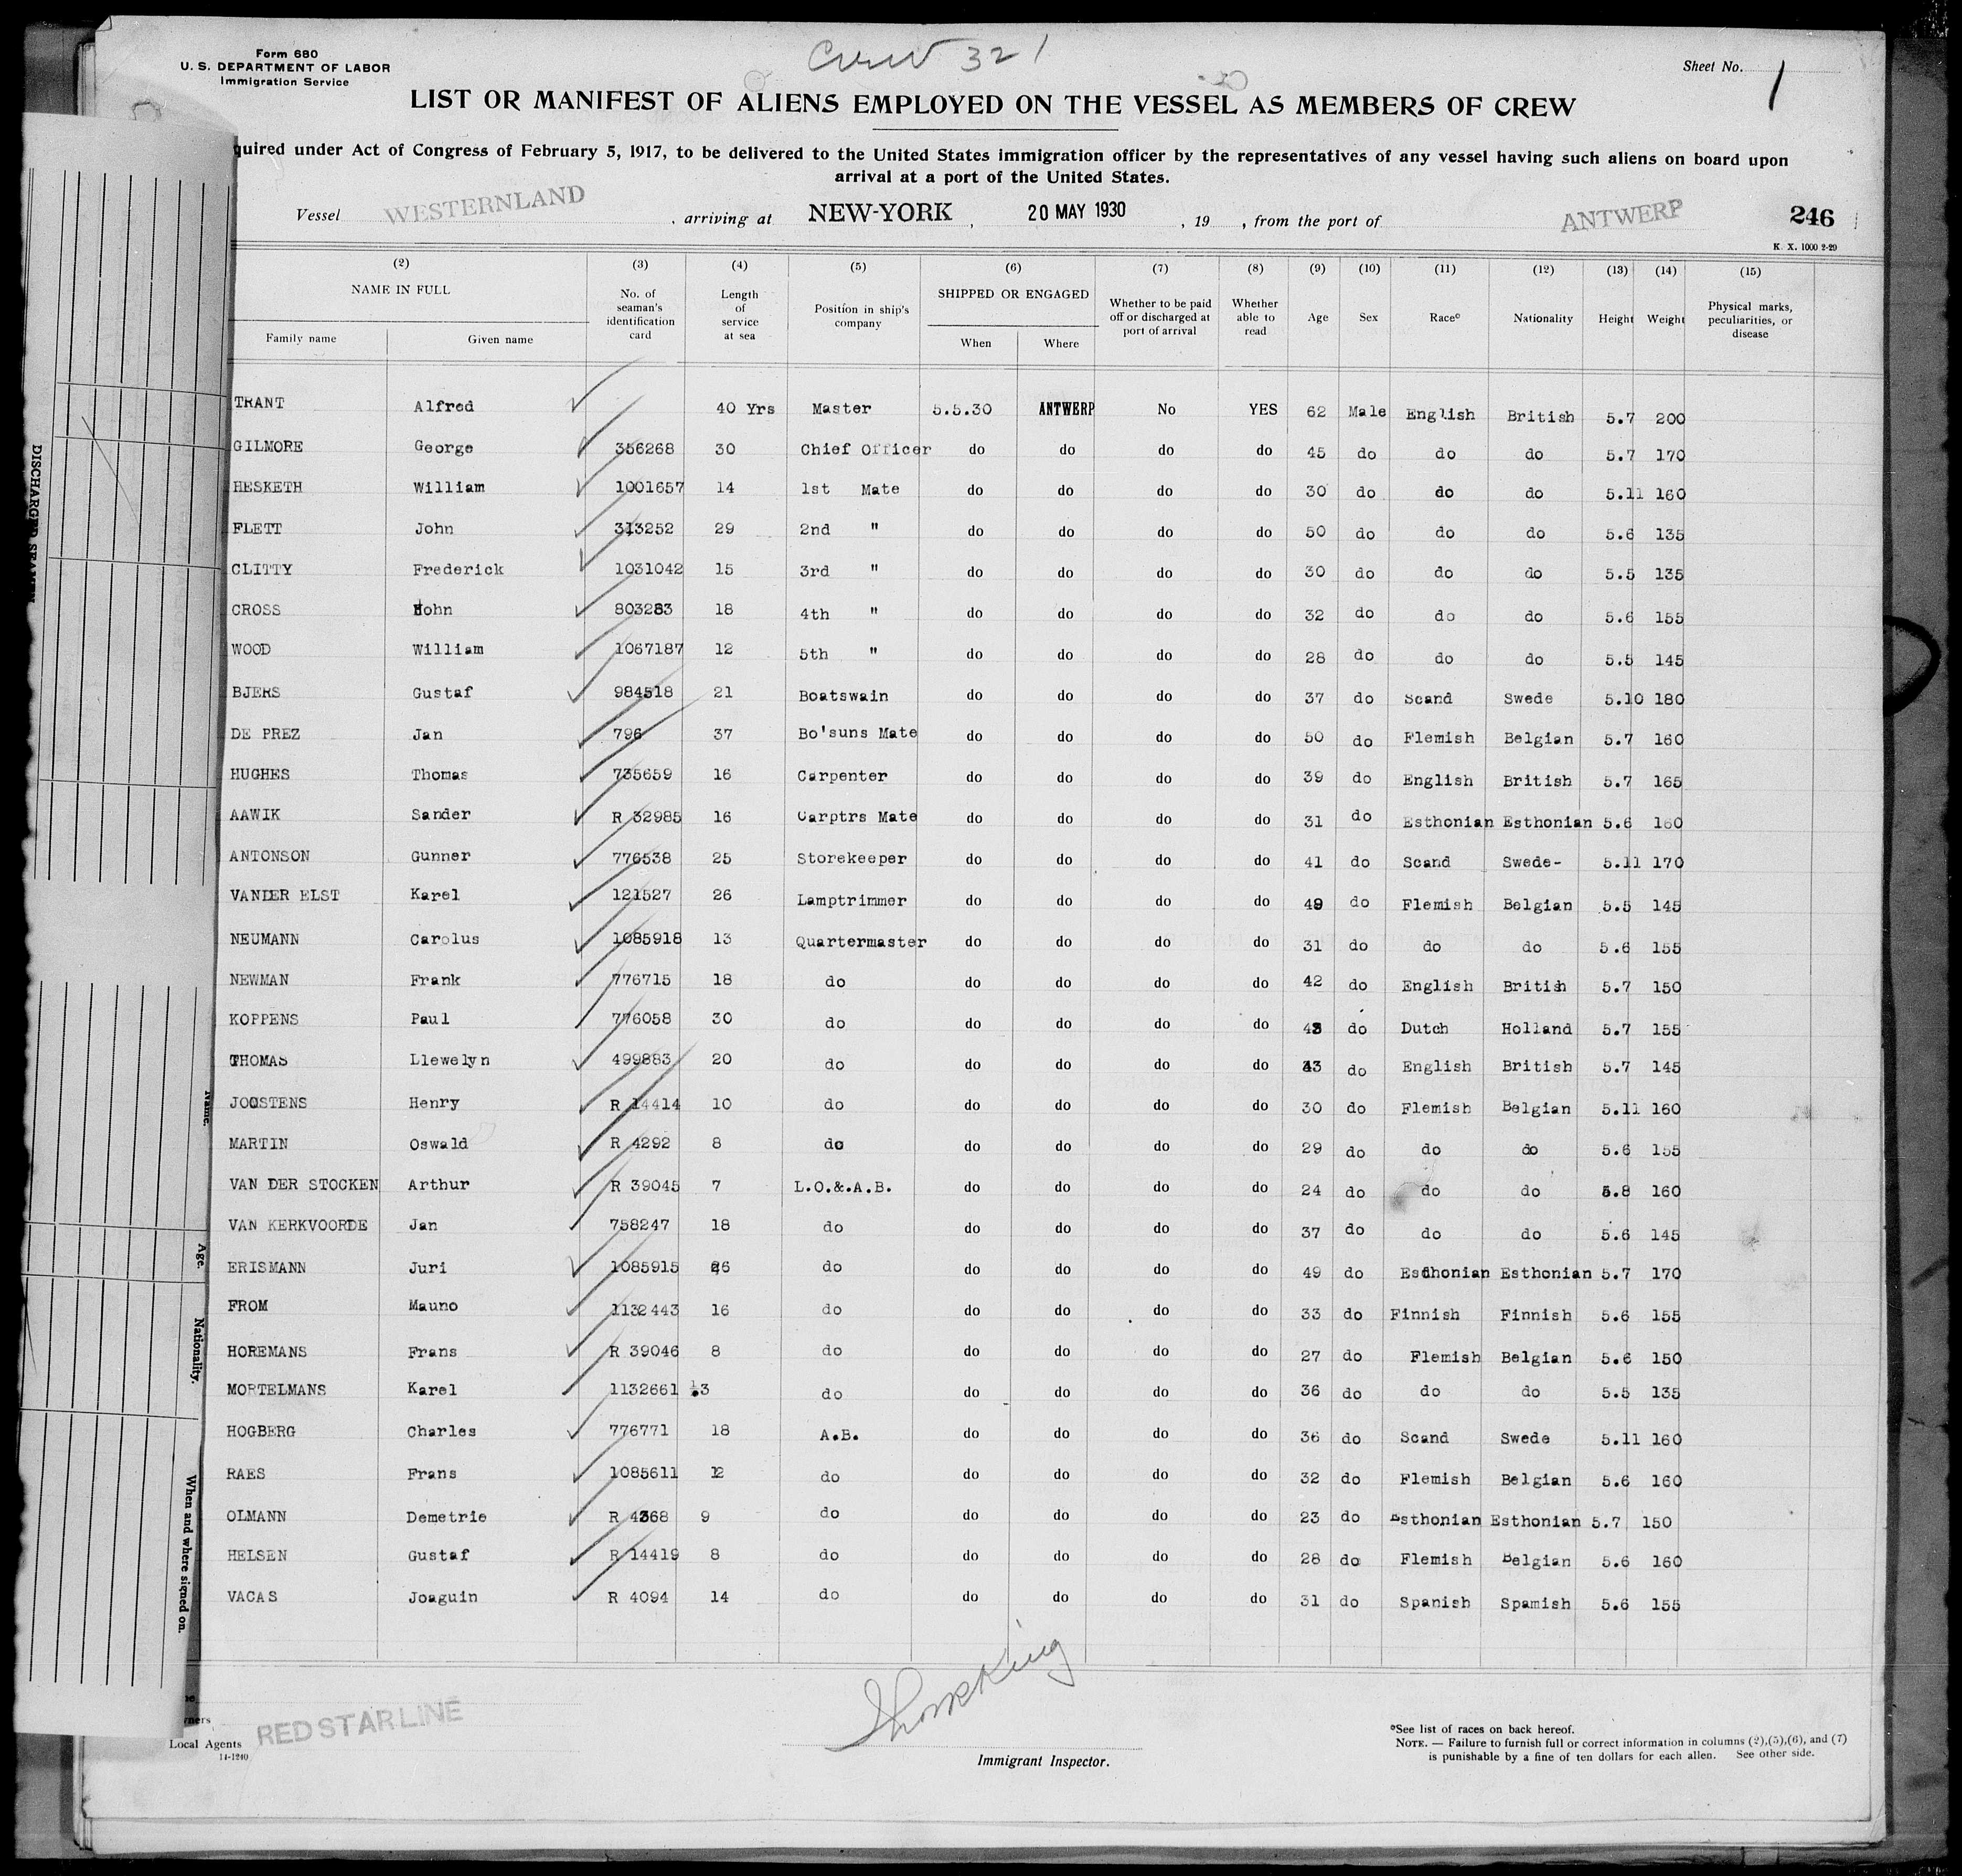 Crew 321
Form 680
U. S. DEPARTMENT OF LABOR
Immigration Service
Sheet No. 1
LIST OR MANIFEST OF ALIENS EMPLOYED ON THE VESSEL AS MEMBERS OF CREW
quired under Act of Congress of February 5, 1917, to be delivered to the United States immigration officer by the representatives of any vessel having such aliens on board upon
arrival at a port of the United States.
Vessel WESTERNLAND , arriving at NEW-YORK , 20 MAY 1930 , 19 , from the port of ANTWERP 246
K. X. 1000 2-29
(2) (3) (4) (5) (6) (7) (8) (9) (10) (11) (12) (13) (14) (15)
NAME IN FULL No. of seaman's identification card Length of service at sea Position in ship's company SHIPPED OR ENGAGED Whether to be paid off or discharged at port of arrival Whether able to read Age Sex Race* Nationality Height Weight Physical marks, peculiarities, or disease
Family name Given name When Where
TRANT Alfred 40 Yrs Master 5.5.30 ANTWERP No YES 62 Male English British 5.7 200
GILMORE George 356268 30 Chief Officer do do do do 45 do do do 5.7 170
HESKETH William 1001657 14 1st Mate do do do do 30 do do do 5.11 160
FLETT John 313252 29 2nd " do do do do 50 do do do 5.6 135
CLITTY Frederick 1031042 15 3rd " do do do do 30 do do do 5.5 135
CROSS John 803283 18 4th " do do do do 32 do do do 5.6 155
WOOD William 1067187 12 5th " do do do do 28 do do do 5.5 145
BJERS Gustaf 984518 21 Boatswain do do do do 37 do Scand Swede 5.10 180
DE PREZ Jan 796 37 Bo'suns Mate do do do do 50 do Flemish Belgian 5.7 160
HUGHES Thomas 735659 16 Carpenter do do do do 39 do English British 5.7 165
AAWIK Sander R 32985 16 Carptrs Mate do do do do 31 do Esthonian Esthonian 5.6 160
ANTONSON Gunner 776538 25 Storekeeper do do do do 41 do Scand Swede- 5.11 170
VANDER ELST Karel 121527 26 Lamptrimmer do do do do 49 do Flemish Belgian 5.5 145
NEUMANN Carolus 1085918 13 Quartermaster do do do do 31 do do do 5.6 155
NEWMAN Frank 776715 18 do do do do do 42 do English British 5.7 150
KOPPENS Paul 776058 30 do do do do do 43 do Dutch Holland 5.7 155
THOMAS Llewelyn 499883 20 do do do do do 43 do English British 5.7 145
JOOSTENS Henry R 14414 10 do do do do do 30 do Flemish Belgian 5.11 160
MARTIN Oswald R 4292 8 do do do do do 29 do do do 5.6 155
VAN DER STOCKEN Arthur R 39045 7 L.O.&.A.B. do do do do 24 do do do 5.8 160
VAN KERKVOORDE Jan 758247 18 do do do do do 37 do do do 5.6 145
ERISMANN Juri 1085915 26 do do do do do 49 do Esthonian Esthonian 5.7 170
FROM Mauno 1132443 16 do do do do do 33 do Finnish Finnish 5.6 155
HOREMANS Frans R 39046 8 do do do do do 27 do Flemish Belgian 5.6 150
MORTELMANS Karel 1132661 13 do do do do do 36 do do do 5.5 135
HOGBERG Charles 776771 18 A.B. do do do do 36 do Scand Swede 5.11 160
RAES Frans 1085611 12 do do do do do 32 do Flemish Belgian 5.6 160
OLMANN Demetrie R 4368 9 do do do do do 23 do Esthonian Esthonian 5.7 150
HELSEN Gustaf R 14419 8 do do do do do 28 do Flemish Belgian 5.6 160
VACAS Joaguin R 4094 14 do do do do do 31 do Spanish Spamish 5.6 155
wners
Local Agents RED STAR LINE
14-1240
Immigrant Inspector.
*See list of races on back hereof.
NOTE. — Failure to furnish full or correct information in columns (2),(5),(6), and (7)
is punishable by a fine of ten dollars for each alien. See other side.
DISCHARGED SEAMEN
Name.
Age.
Nationality.
When and where signed on.